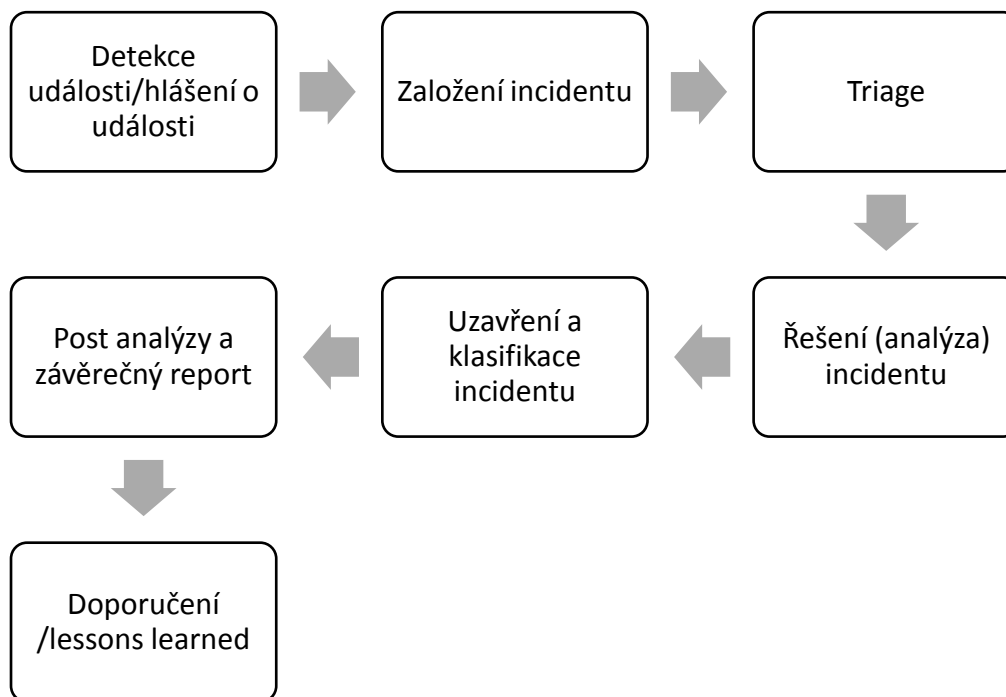 Detekce
události/hlášení o
události
Založení incidentu
Triage
Řešení (analýza)
incidentu
Uzavření a
klasifikace
incidentu
Post analýzy a
závěrečný report
Doporučení
/lessons learned